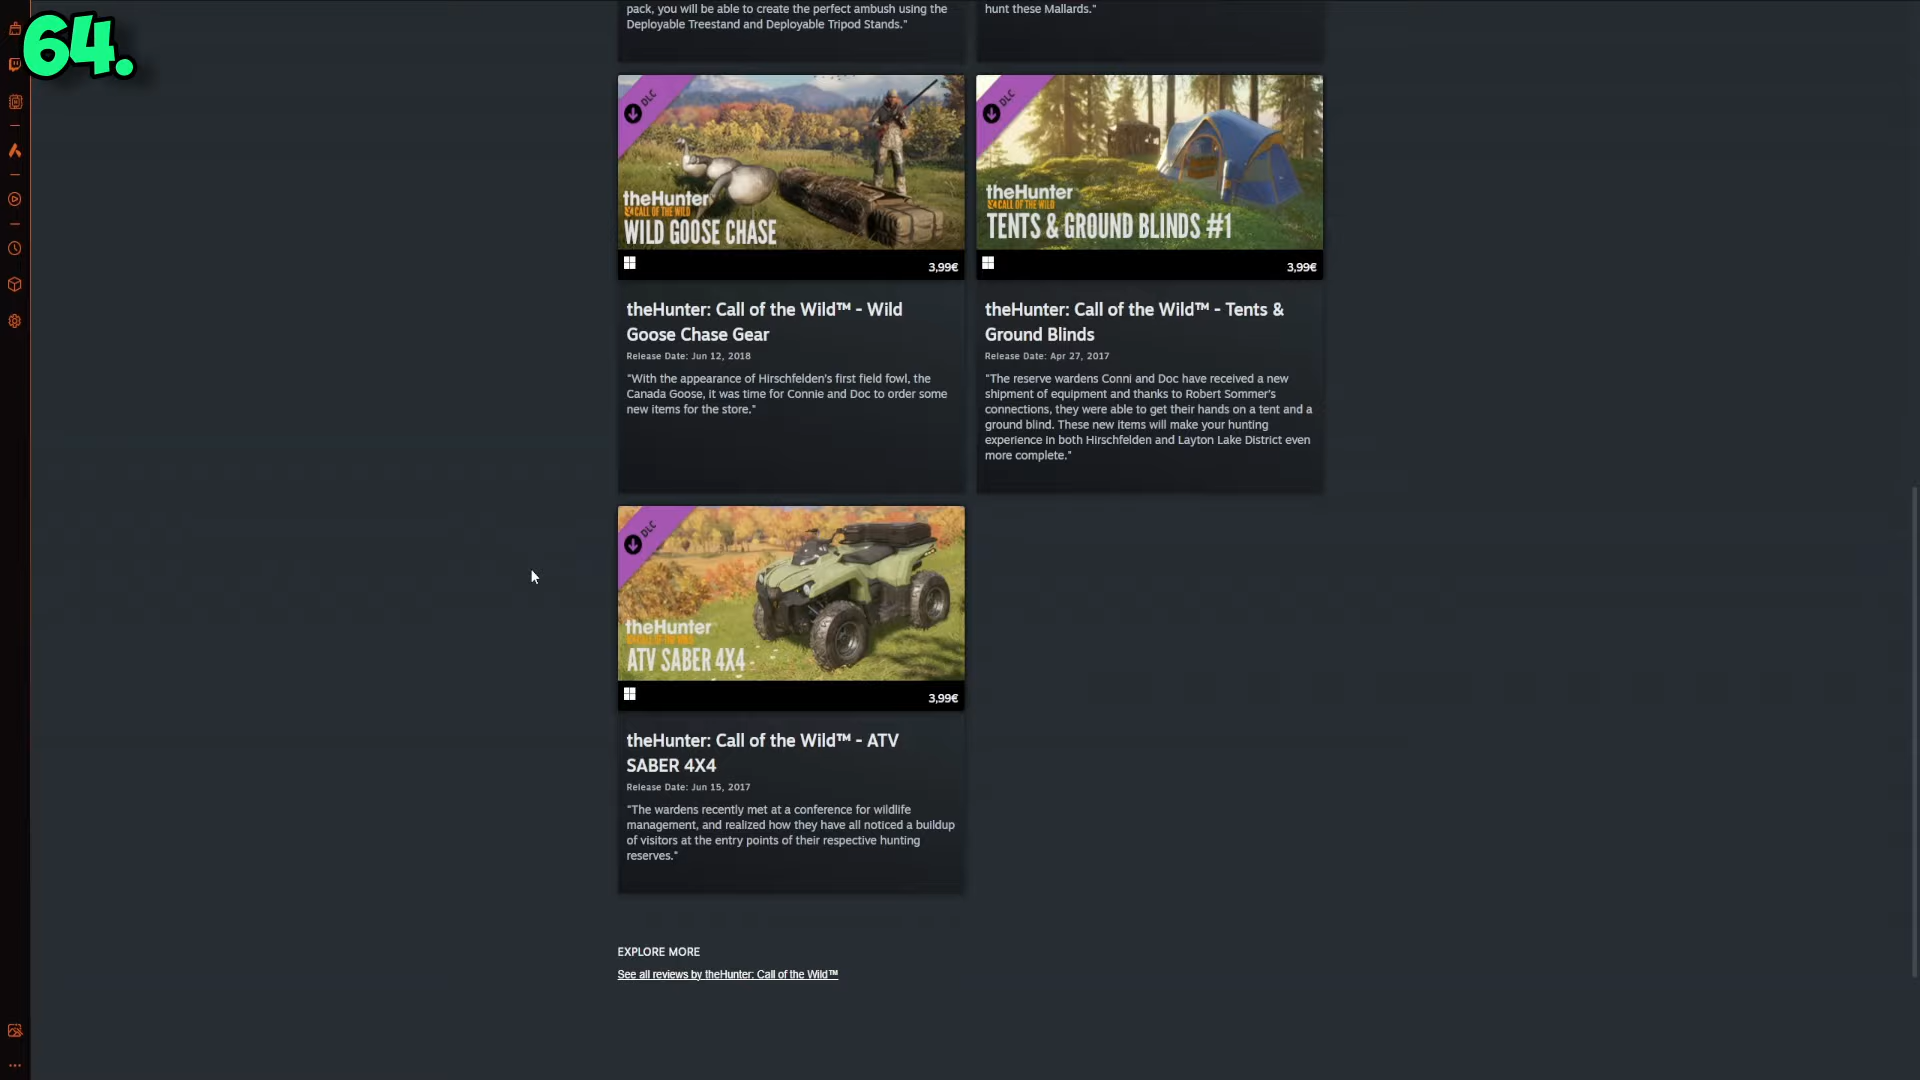 64.
pack, you will be able to create the perfect ambush using the
Deployable Treestand and Deployable Tripod Stands."
hunt these Mallards."
DLC
theHunter
CALL OF THE WILD
WILD GOOSE CHASE
3,99€
theHunter: Call of the Wild™ - Wild
Goose Chase Gear
Release Date: Jun 12, 2018
"With the appearance of Hirschfelden's first field fowl, the
Canada Goose, it was time for Connie and Doc to order some
new items for the store."
DLC
theHunter
CALL OF THE WILD
TENTS & GROUND BLINDS #1
3,99€
theHunter: Call of the Wild™ - Tents &
Ground Blinds
Release Date: Apr 27, 2017
"The reserve wardens Conni and Doc have received a new
shipment of equipment and thanks to Robert Sommer's
connections, they were able to get their hands on a tent and a
ground blind. These new items will make your hunting
experience in both Hirschfelden and Layton Lake District even
more complete."
DLC
theHunter
CALL OF THE WILD
ATV SABER 4X4
3,99€
theHunter: Call of the Wild™ - ATV
SABER 4X4
Release Date: Jun 15, 2017
"The wardens recently met at a conference for wildlife
management, and realized how they have all noticed a buildup
of visitors at the entry points of their respective hunting
reserves."
EXPLORE MORE
See all reviews by theHunter: Call of the Wild™